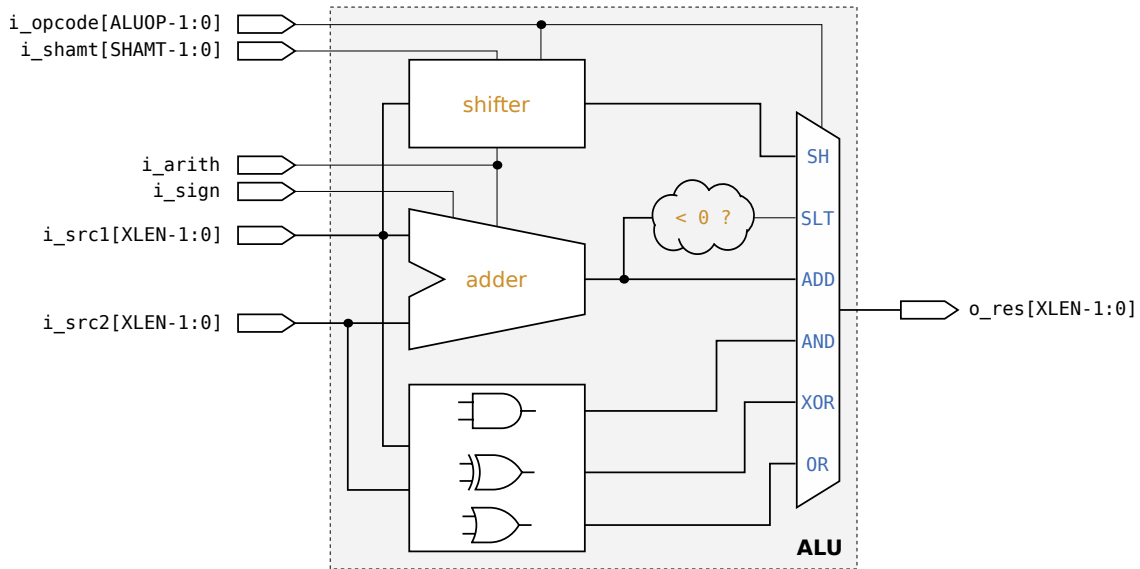 i_opcode[ALUOP-1:0]
i_shamt[SHAMT-1:0]
shifter
i_arith
SH
i_sign
< 0 ?
SLT
i_src1[XLEN-1:0]
adder
ADD
o_res[XLEN-1:0]
i_src2[XLEN-1:0]
AND
XOR
OR
ALU